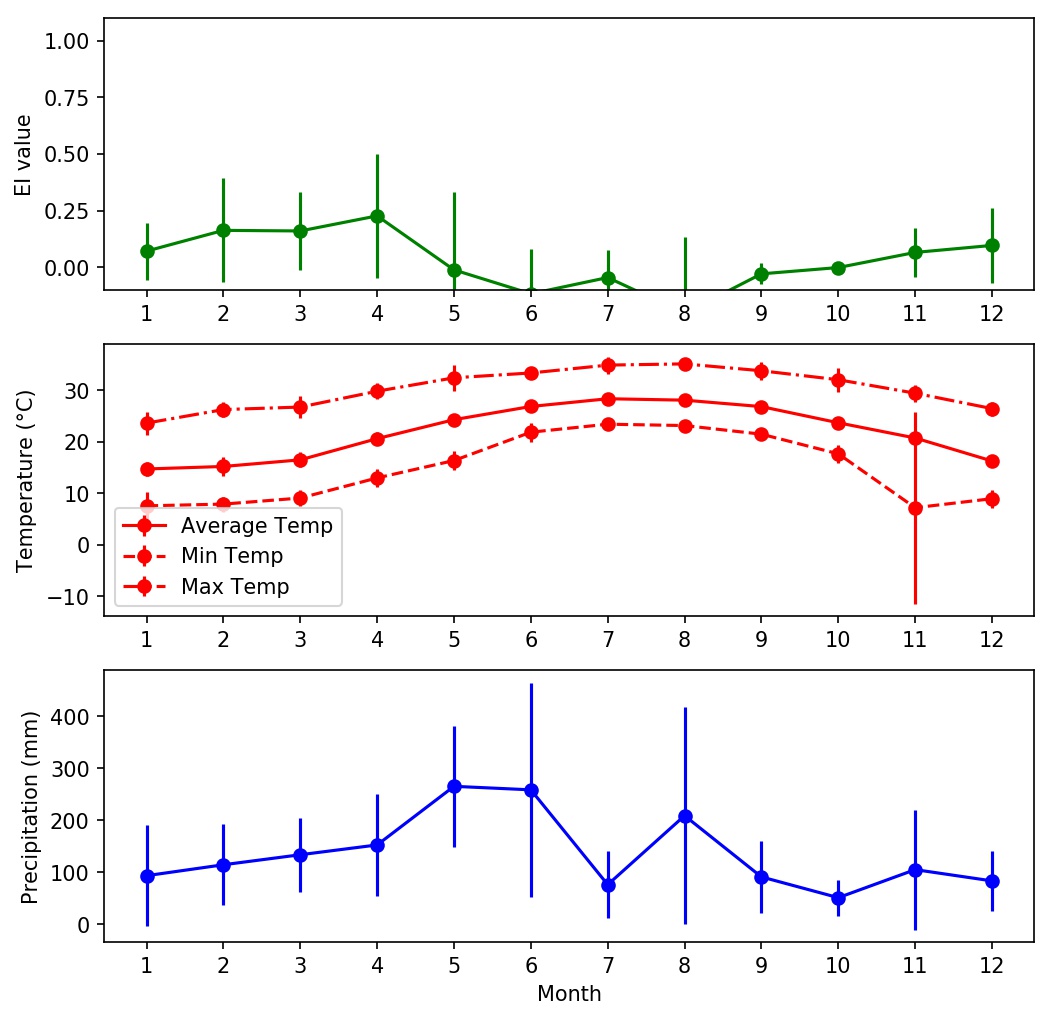 EI value
1.00
0.75
0.50
0.25
0.00
1 2 3 4 5 6 7 8 9 10 11 12
Temperature (°C)
30
20
10
0
−10
Average Temp
Min Temp
Max Temp
1 2 3 4 5 6 7 8 9 10 11 12
Precipitation (mm)
400
300
200
100
0
1 2 3 4 5 6 7 8 9 10 11 12
Month